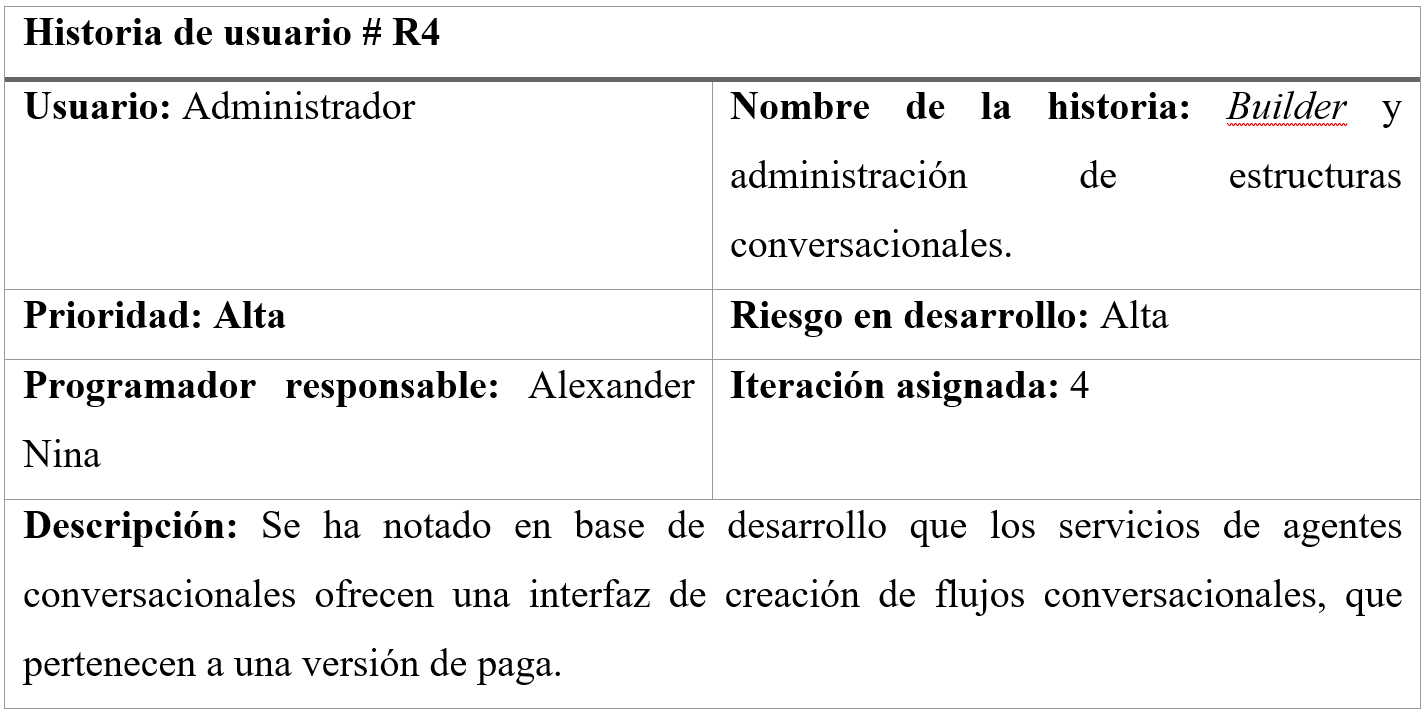 Historia de usuario # R4
Usuario: Administrador
Nombre de la historia: Builder y
administración de estructuras
conversacionales.
Prioridad: Alta
Riesgo en desarrollo: Alta
Programador responsable: Alexander
Nina
Iteración asignada: 4
Descripción: Se ha notado en base de desarrollo que los servicios de agentes
conversacionales ofrecen una interfaz de creación de flujos conversacionales, que
pertenecen a una versión de paga.